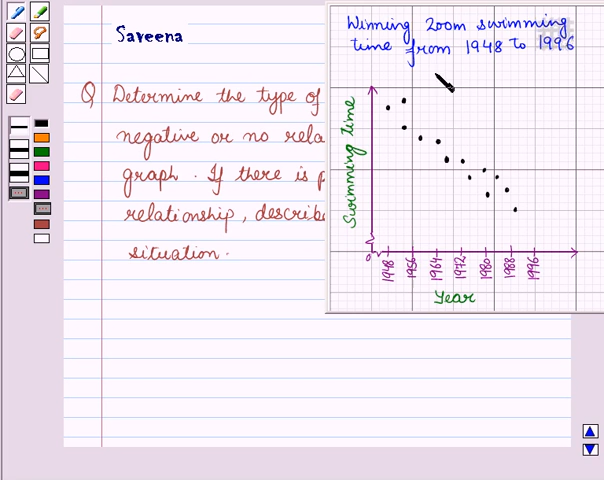 Saveena
Q Determine the type of
negative or no rela
graph. If there is p
relationship, describe
situation.
Winning 200m swimming
time from 1948 to 1996
Swimming time
0 1948 1956 1964 1972 1980 1988 1996
Year